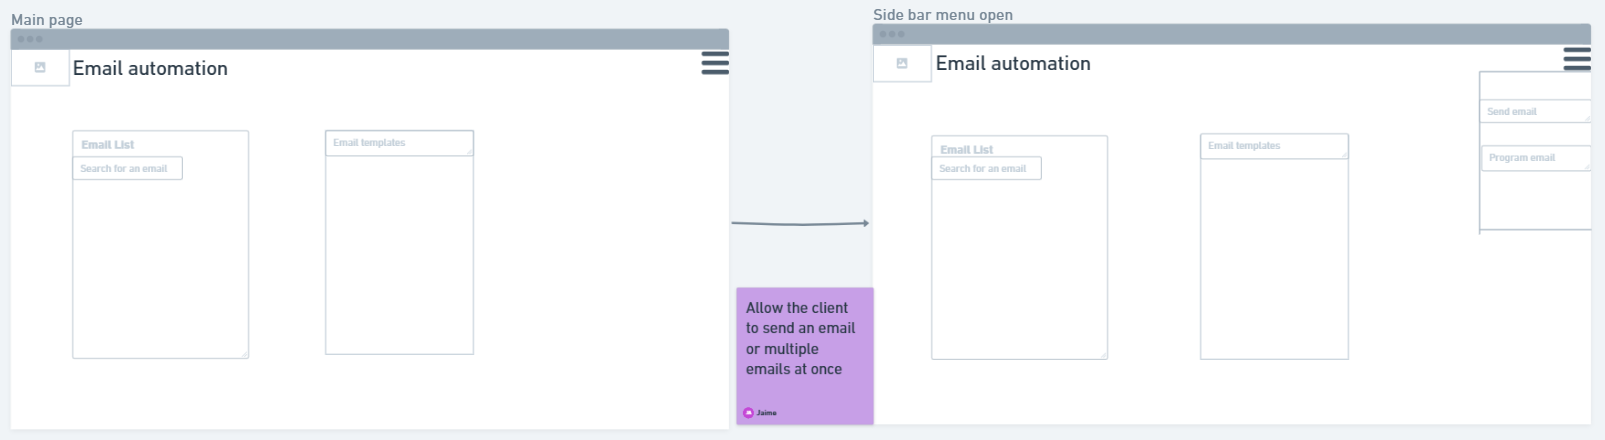 Main page
Email automation
Email List
Search for an email
Email templates
Allow the client
to send an email
or multiple
emails at once
Jaime
Side bar menu open
Email automation
Email List
Search for an email
Email templates
Send email
Program email